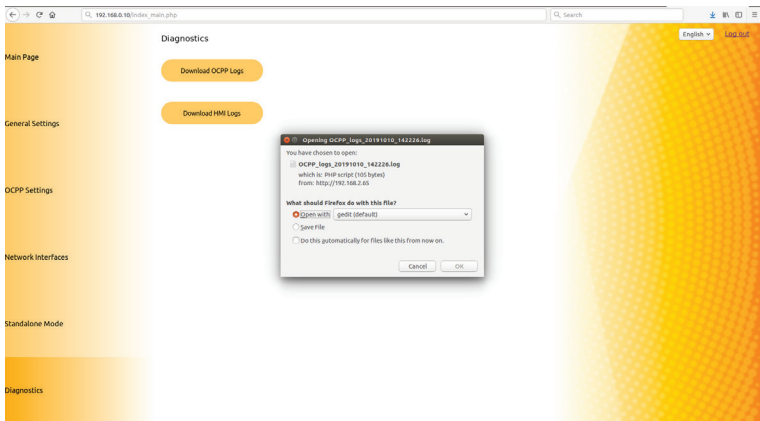 192.168.0.10/index_main.php
Search
English
Log out
Diagnostics
Main Page
General Settings
OCPP Settings
Network Interfaces
Standalone Mode
Diagnostics
Download OCPP Logs
Download HMI Logs
Opening OCPP_logs_20191010_142226.log
You have chosen to open:
OCPP_logs_20191010_142226.log
which is: PHP script (105 bytes)
from: http://192.168.2.65
What should Firefox do with this file?
Open with gedit (default)
Save File
Do this automatically for files like this from now on.
Cancel OK